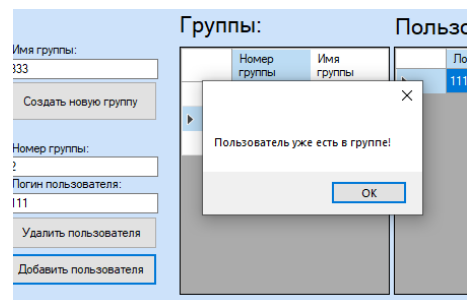 Группы:
Имя группы:
333
Номер группы
Имя группы
111
Создать новую группу
Пользователь уже есть в группе!
Номер группы:
2
Логин пользователя:
111
OK
Удалить пользователя
Добавить пользователя